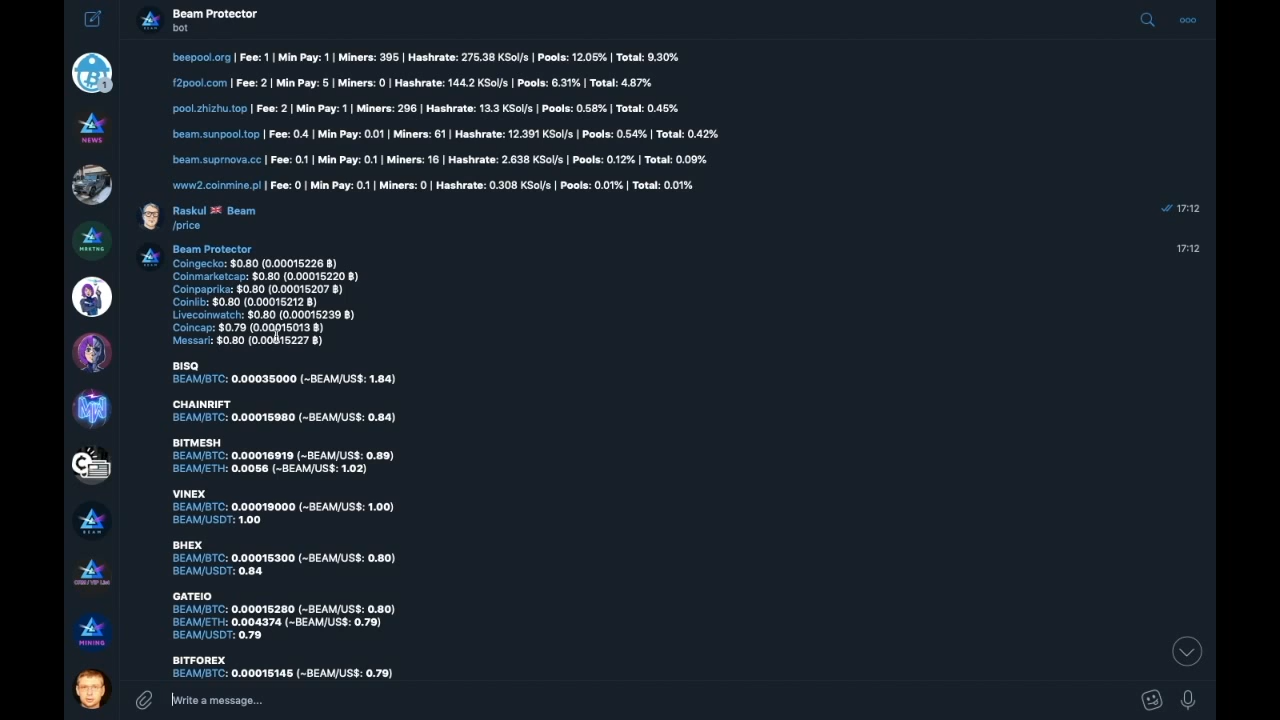 Beam Protector
bot
beepool.org | Fee: 1 | Min Pay: 1 | Miners: 395 | Hashrate: 275.38 KSol/s | Pools: 12.05% | Total: 9.30%
f2pool.com | Fee: 2 | Min Pay: 5 | Miners: 0 | Hashrate: 144.2 KSol/s | Pools: 6.31% | Total: 4.87%
pool.zhizhu.top | Fee: 2 | Min Pay: 1 | Miners: 296 | Hashrate: 13.3 KSol/s | Pools: 0.58% | Total: 0.45%
beam.sunpool.top | Fee: 0.4 | Min Pay: 0.01 | Miners: 61 | Hashrate: 12.391 KSol/s | Pools: 0.54% | Total: 0.42%
beam.suprnova.cc | Fee: 0.1 | Min Pay: 0.1 | Miners: 16 | Hashrate: 2.638 KSol/s | Pools: 0.12% | Total: 0.09%
www2.coinmine.pl | Fee: 0 | Min Pay: 0.1 | Miners: 0 | Hashrate: 0.308 KSol/s | Pools: 0.01% | Total: 0.01%
Raskul 🇬🇧 Beam 17:12
/price
Beam Protector 17:12
Coingecko: $0.80 (0.00015226 ฿)
Coinmarketcap: $0.80 (0.00015220 ฿)
Coinpaprika: $0.80 (0.00015207 ฿)
Coinlib: $0.80 (0.00015212 ฿)
Livecoinwatch: $0.80 (0.00015239 ฿)
Coincap: $0.79 (0.00015013 ฿)
Messari: $0.80 (0.00015227 ฿)
BISQ
BEAM/BTC: 0.00035000 (~BEAM/US$: 1.84)
CHAINRIFT
BEAM/BTC: 0.00015980 (~BEAM/US$: 0.84)
BITMESH
BEAM/BTC: 0.00016919 (~BEAM/US$: 0.89)
BEAM/ETH: 0.0056 (~BEAM/US$: 1.02)
VINEX
BEAM/BTC: 0.00019000 (~BEAM/US$: 1.00)
BEAM/USDT: 1.00
BHEX
BEAM/BTC: 0.00015300 (~BEAM/US$: 0.80)
BEAM/USDT: 0.84
GATEIO
BEAM/BTC: 0.00015280 (~BEAM/US$: 0.80)
BEAM/ETH: 0.004374 (~BEAM/US$: 0.79)
BEAM/USDT: 0.79
BITFOREX
BEAM/BTC: 0.00015145 (~BEAM/US$: 0.79)
Write a message...
1
NEWS
MRKTNG
MW
BEAM
MINING